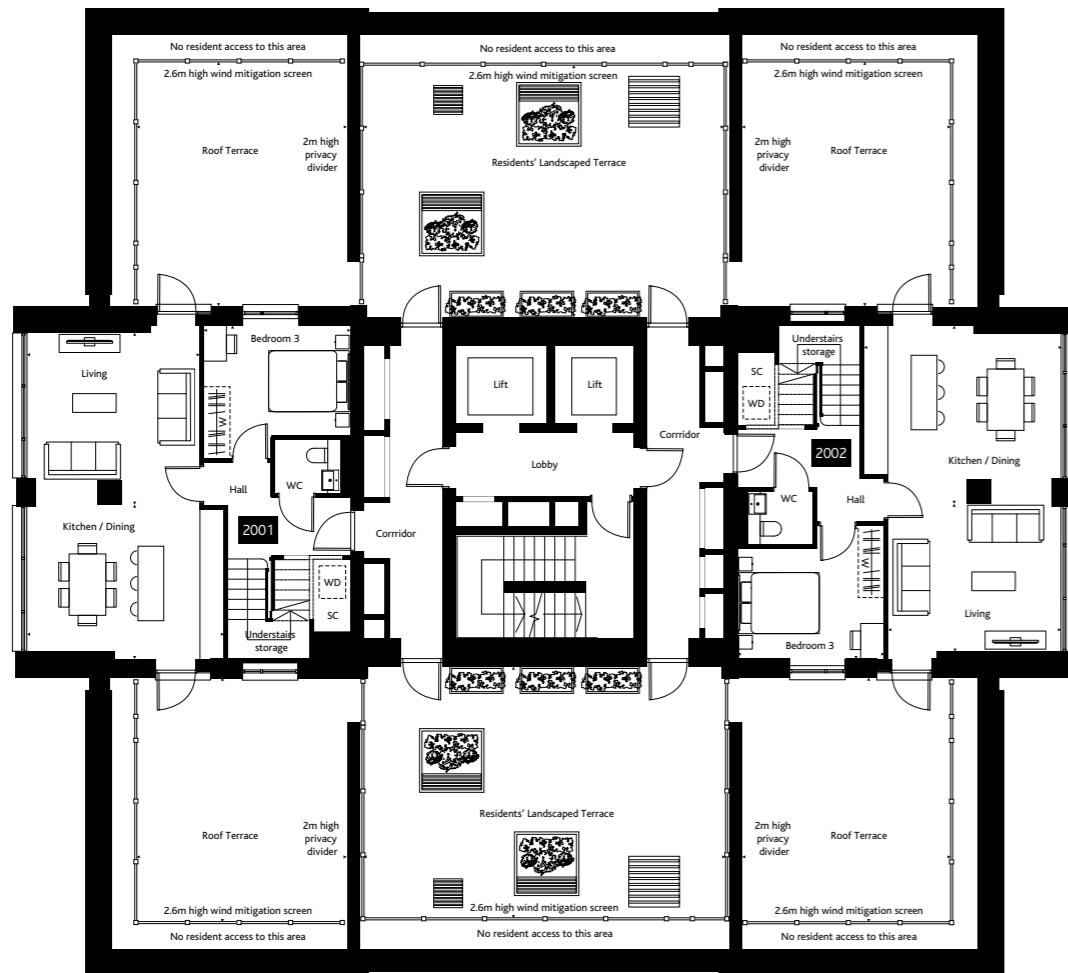 No resident access to this area
No resident access to this area
No resident access to this area
2.6m high wind mitigation screen
2.6m high wind mitigation screen
2.6m high wind mitigation screen
Roof Terrace
2m high
privacy
divider
Residents' Landscaped Terrace
2m high
privacy
divider
Roof Terrace
Living
Bedroom 3
W
Lift
Lift
Understairs
storage
SC
WD
Corrridor
Lobby
2002
Kitchen / Dining
Hall
WC
WC
Hall
Kitchen / Dining
2001
Corrridor
WD
SC
Understairs
storage
W
Living
Bedroom 3
Roof Terrace
2m high
privacy
divider
Residents' Landscaped Terrace
2m high
privacy
divider
Roof Terrace
2.6m high wind mitigation screen
2.6m high wind mitigation screen
2.6m high wind mitigation screen
No resident access to this area
No resident access to this area
No resident access to this area